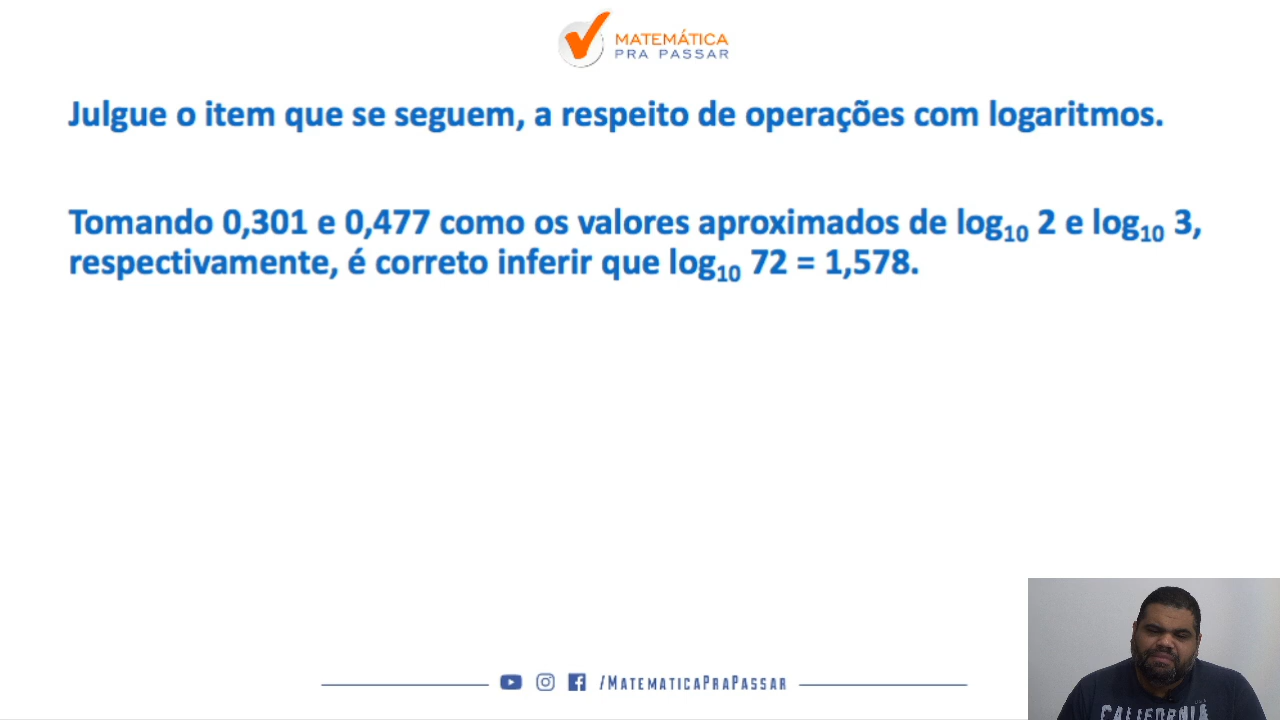 MATEMÁTICA
PRA PASSAR
Julgue o item que se seguem, a respeito de operações com logaritmos.
Tomando 0,301 e 0,477 como os valores aproximados de log₁₀ 2 e log₁₀ 3,
respectivamente, é correto inferir que log₁₀ 72 = 1,578.
/MatematicaPraPassar
CALIFORNIA